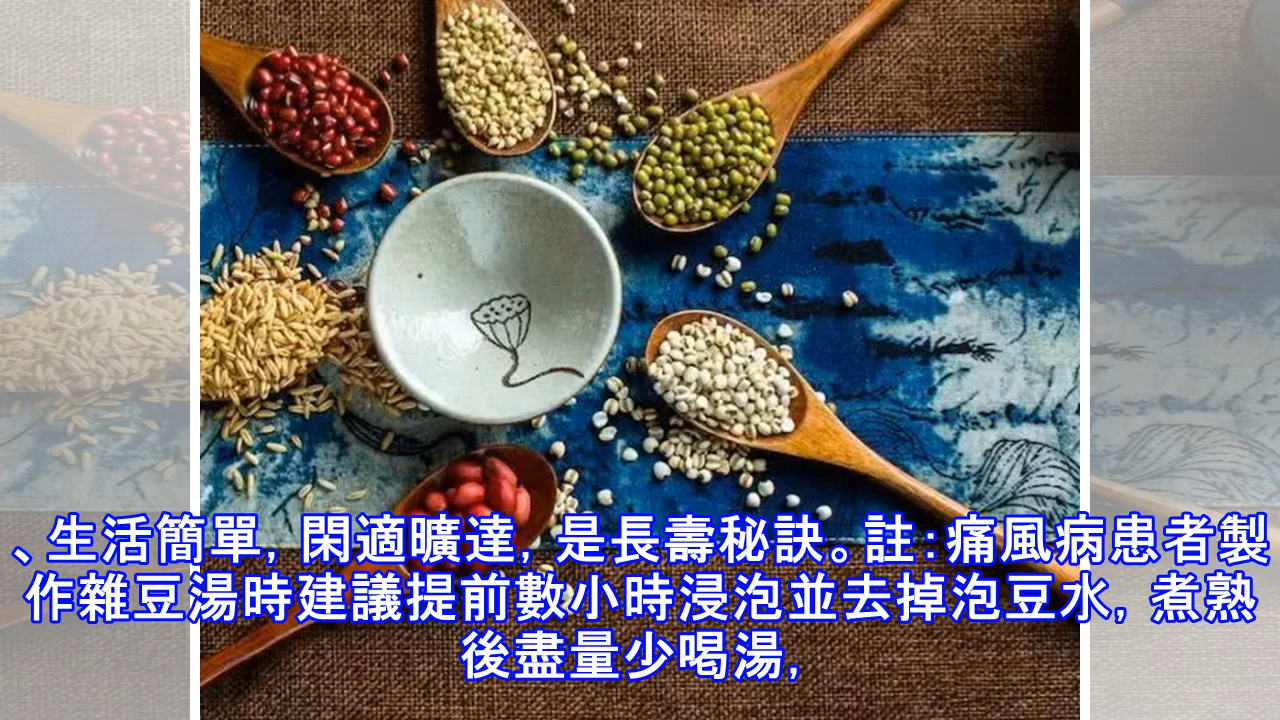 、生活簡單, 閑適曠達, 是長壽秘訣。註:痛風病患者製
作雜豆湯時建議提前數小時浸泡並去掉泡豆水, 煮熟
後盡量少喝湯,